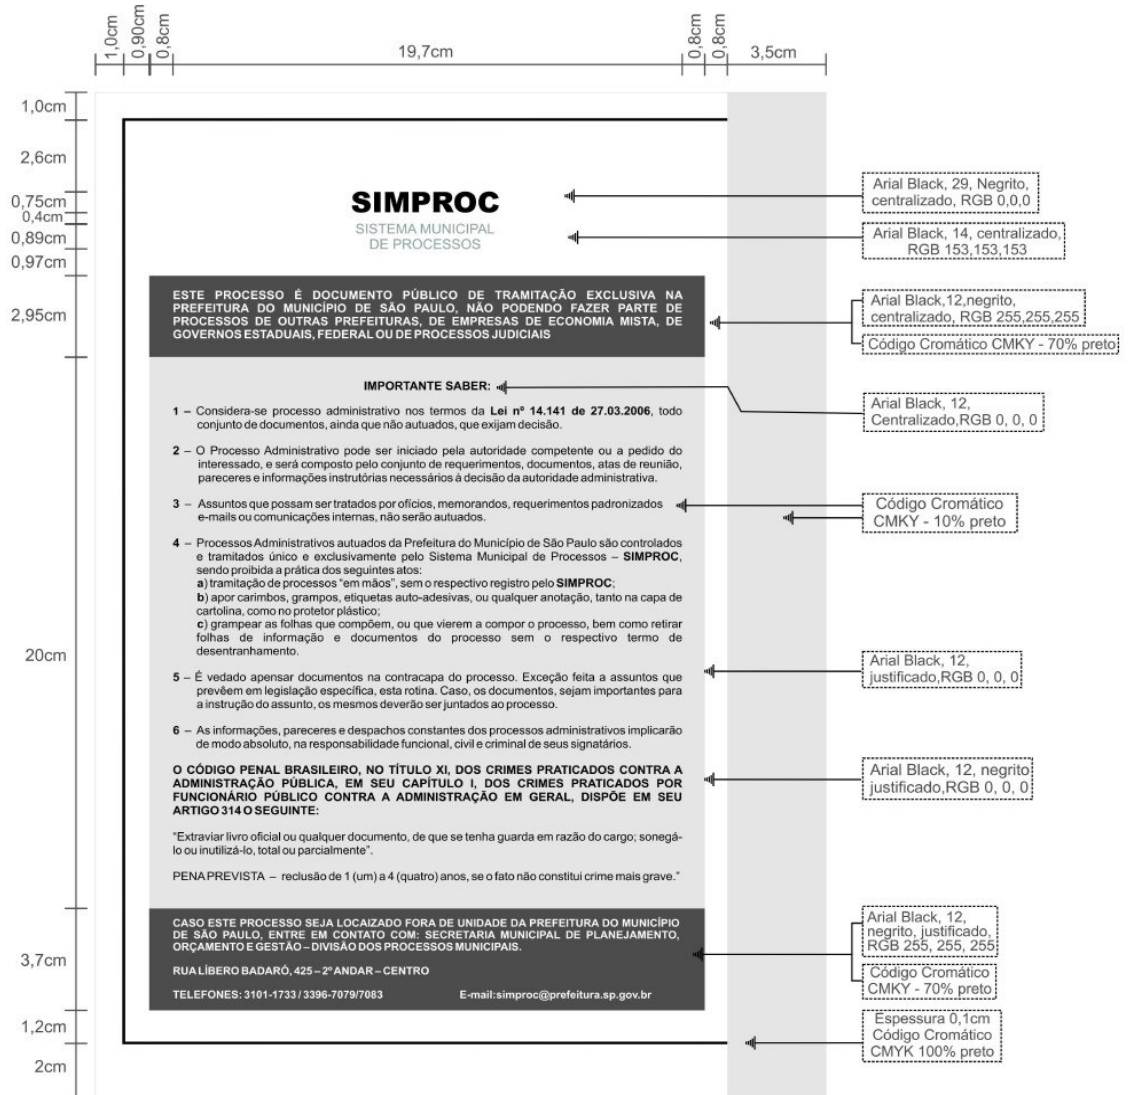 1,0cm
0,90cm
0,8cm
19,7cm
0,8cm
0,8cm
3,5cm
1,0cm
2,6cm
0,75cm
0,4cm
0,89cm
0,97cm
2,95cm
20cm
3,7cm
1,2cm
2cm
SIMPROC
SISTEMA MUNICIPAL
DE PROCESSOS
ESTE PROCESSO É DOCUMENTO PÚBLICO DE TRAMITAÇÃO EXCLUSIVA NA
PREFEITURA DO MUNICÍPIO DE SÃO PAULO, NÃO PODENDO FAZER PARTE DE
PROCESSOS DE OUTRAS PREFEITURAS, DE EMPRESAS DE ECONOMIA MISTA, DE
GOVERNOS ESTADUAIS, FEDERAL OU DE PROCESSOS JUDICIAIS
IMPORTANTE SABER:
1 – Considera-se processo administrativo nos termos da Lei nº 14.141 de 27.03.2006, todo
conjunto de documentos, ainda que não autuados, que exijam decisão.
2 – O Processo Administrativo pode ser iniciado pela autoridade competente ou a pedido do
interessado, e será composto pelo conjunto de requerimentos, documentos, atas de reunião,
pareceres e informações instrutórias necessários à decisão da autoridade administrativa.
3 – Assuntos que possam ser tratados por ofícios, memorandos, requerimentos padronizados
e-mails ou comunicações internas, não serão autuados.
4 – Processos Administrativos autuados da Prefeitura do Município de São Paulo são controlados
e tramitados único e exclusivamente pelo Sistema Municipal de Processos – SIMPROC,
sendo proibida a prática dos seguintes atos:
a) tramitação de processos "em mãos", sem o respectivo registro pelo SIMPROC;
b) apor carimbos, grampos, etiquetas auto-adesivas, ou qualquer anotação, tanto na capa de
cartolina, como no protetor plástico;
c) grampear as folhas que compõem, ou que vierem a compor o processo, bem como retirar
folhas de informação e documentos do processo sem o respectivo termo de
desentranhamento.
5 – É vedado apensar documentos na contracapa do processo. Exceção feita a assuntos que
prevêem em legislação específica, esta rotina. Caso, os documentos, sejam importantes para
a instrução do assunto, os mesmos deverão ser juntados ao processo.
6 – As informações, pareceres e despachos constantes dos processos administrativos implicarão
de modo absoluto, na responsabilidade funcional, civil e criminal de seus signatários.
O CÓDIGO PENAL BRASILEIRO, NO TÍTULO XI, DOS CRIMES PRATICADOS CONTRA A
ADMINISTRAÇÃO PÚBLICA, EM SEU CAPÍTULO I, DOS CRIMES PRATICADOS POR
FUNCIONÁRIO PÚBLICO CONTRA A ADMINISTRAÇÃO EM GERAL, DISPÕE EM SEU
ARTIGO 314 O SEGUINTE:
"Extraviar livro oficial ou qualquer documento, de que se tenha guarda em razão do cargo; sonegá-
lo ou inutilizá-lo, total ou parcialmente".
PENA PREVISTA – reclusão de 1 (um) a 4 (quatro) anos, se o fato não constitui crime mais grave."
CASO ESTE PROCESSO SEJA LOCAIZADO FORA DE UNIDADE DA PREFEITURA DO MUNICÍPIO
DE SÃO PAULO, ENTRE EM CONTATO COM: SECRETARIA MUNICIPAL DE PLANEJAMENTO,
ORÇAMENTO E GESTÃO – DIVISÃO DOS PROCESSOS MUNICIPAIS.
RUA LÍBERO BADARÓ, 425 – 2º ANDAR – CENTRO
TELEFONES: 3101-1733 / 3396-7079/7083 E-mail:simproc@prefeitura.sp.gov.br
Arial Black, 29, Negrito,
centralizado, RGB 0,0,0
Arial Black, 14, centralizado,
RGB 153,153,153
Arial Black,12,negrito,
centralizado, RGB 255,255,255
Código Cromático CMKY - 70% preto
Arial Black, 12,
Centralizado,RGB 0, 0, 0
Código Cromático
CMKY - 10% preto
Arial Black, 12,
justificado,RGB 0, 0, 0
Arial Black, 12, negrito
justificado,RGB 0, 0, 0
Arial Black, 12,
negrito, justificado,
RGB 255, 255, 255
Código Cromático
CMKY - 70% preto
Espessura 0,1cm
Código Cromático
CMYK 100% preto